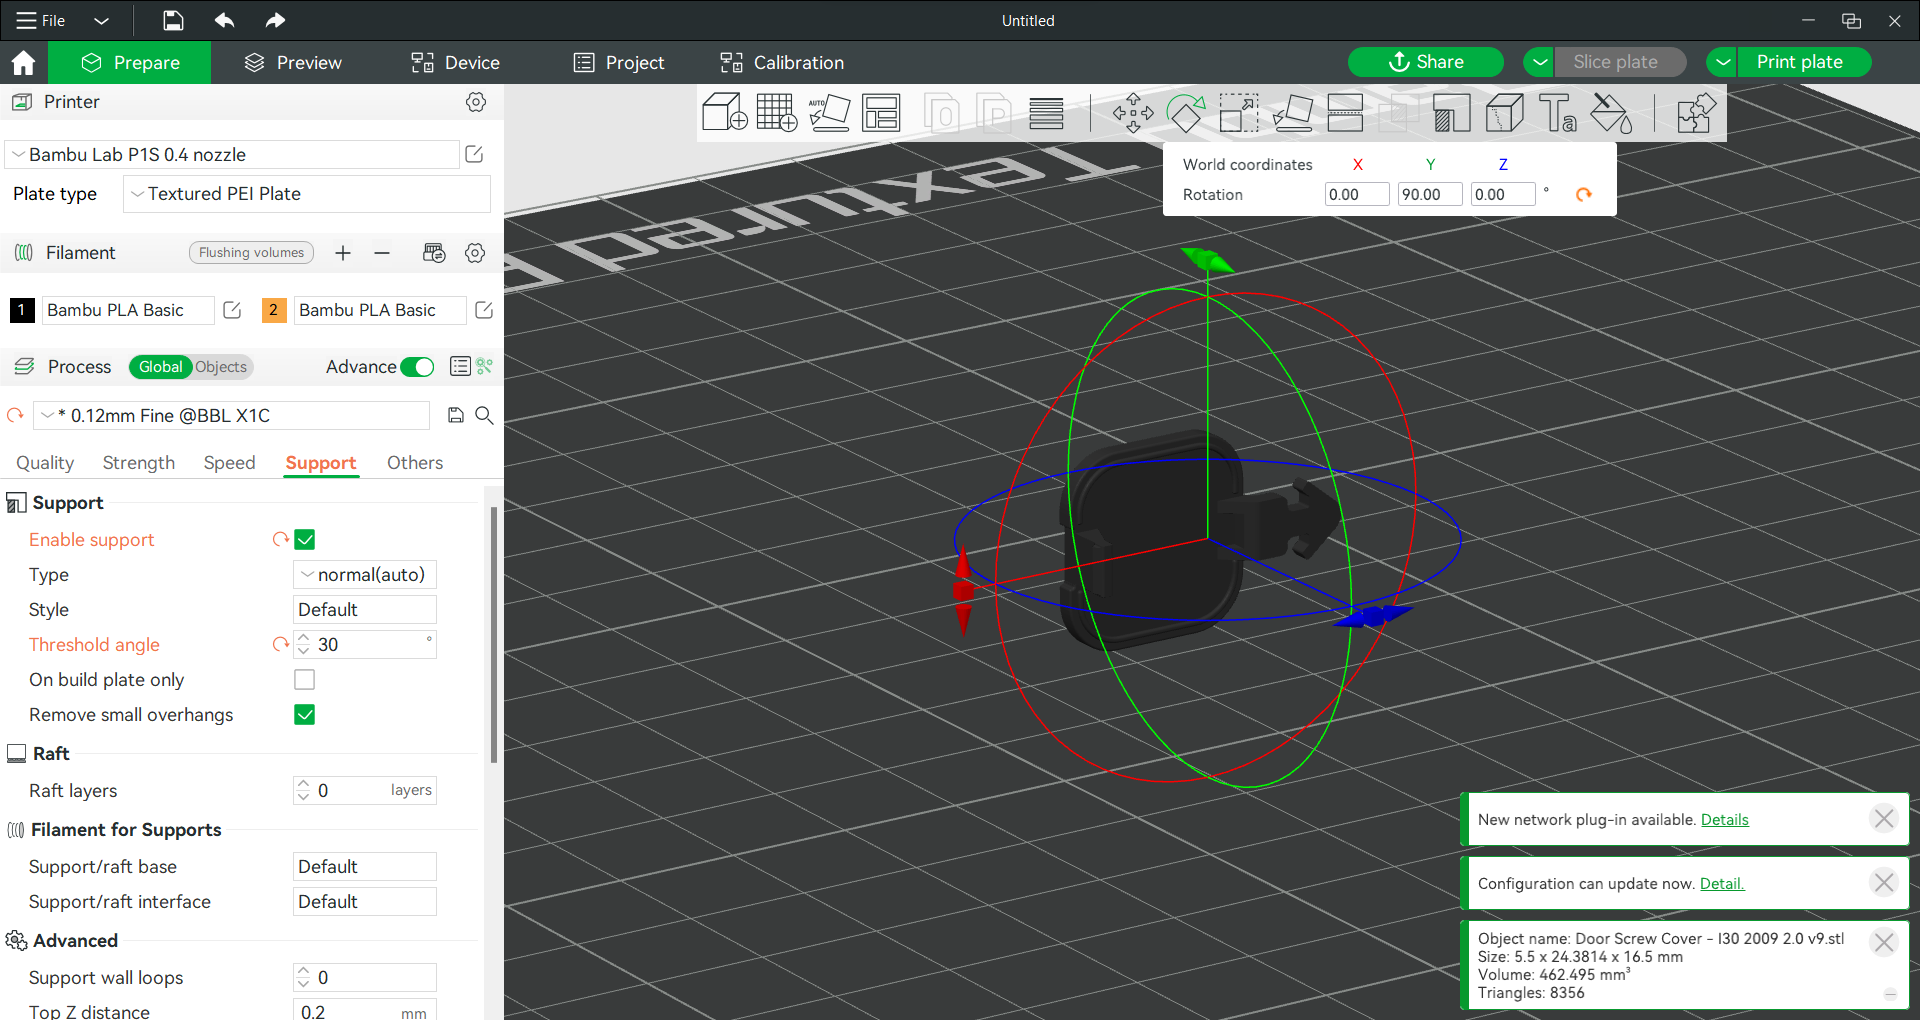 File
Untitled
Prepare
Preview
Device
Project
Calibration
Share
Slice plate
Print plate
Printer
Bambu Lab P1S 0.4 nozzle
Plate type
Textured PEI Plate
Filament
Flushing volumes
1
Bambu PLA Basic
2
Bambu PLA Basic
Process
Global
Objects
Advance
* 0.12mm Fine @BBL X1C
Quality
Strength
Speed
Support
Others
Support
Enable support
Type
normal(auto)
Style
Default
Threshold angle
30 °
On build plate only
Remove small overhangs
Raft
Raft layers
0 layers
Filament for Supports
Support/raft base
Default
Support/raft interface
Default
Advanced
Support wall loops
0
Top Z distance
0.2 mm
AUTO
Textured P
World coordinates X Y Z
Rotation 0.00 90.00 0.00 °
New network plug-in available. Details
Configuration can update now. Detail.
Object name: Door Screw Cover - I30 2009 2.0 v9.stl
Size: 5.5 x 24.3814 x 16.5 mm
Volume: 462.495 mm³
Triangles: 8356